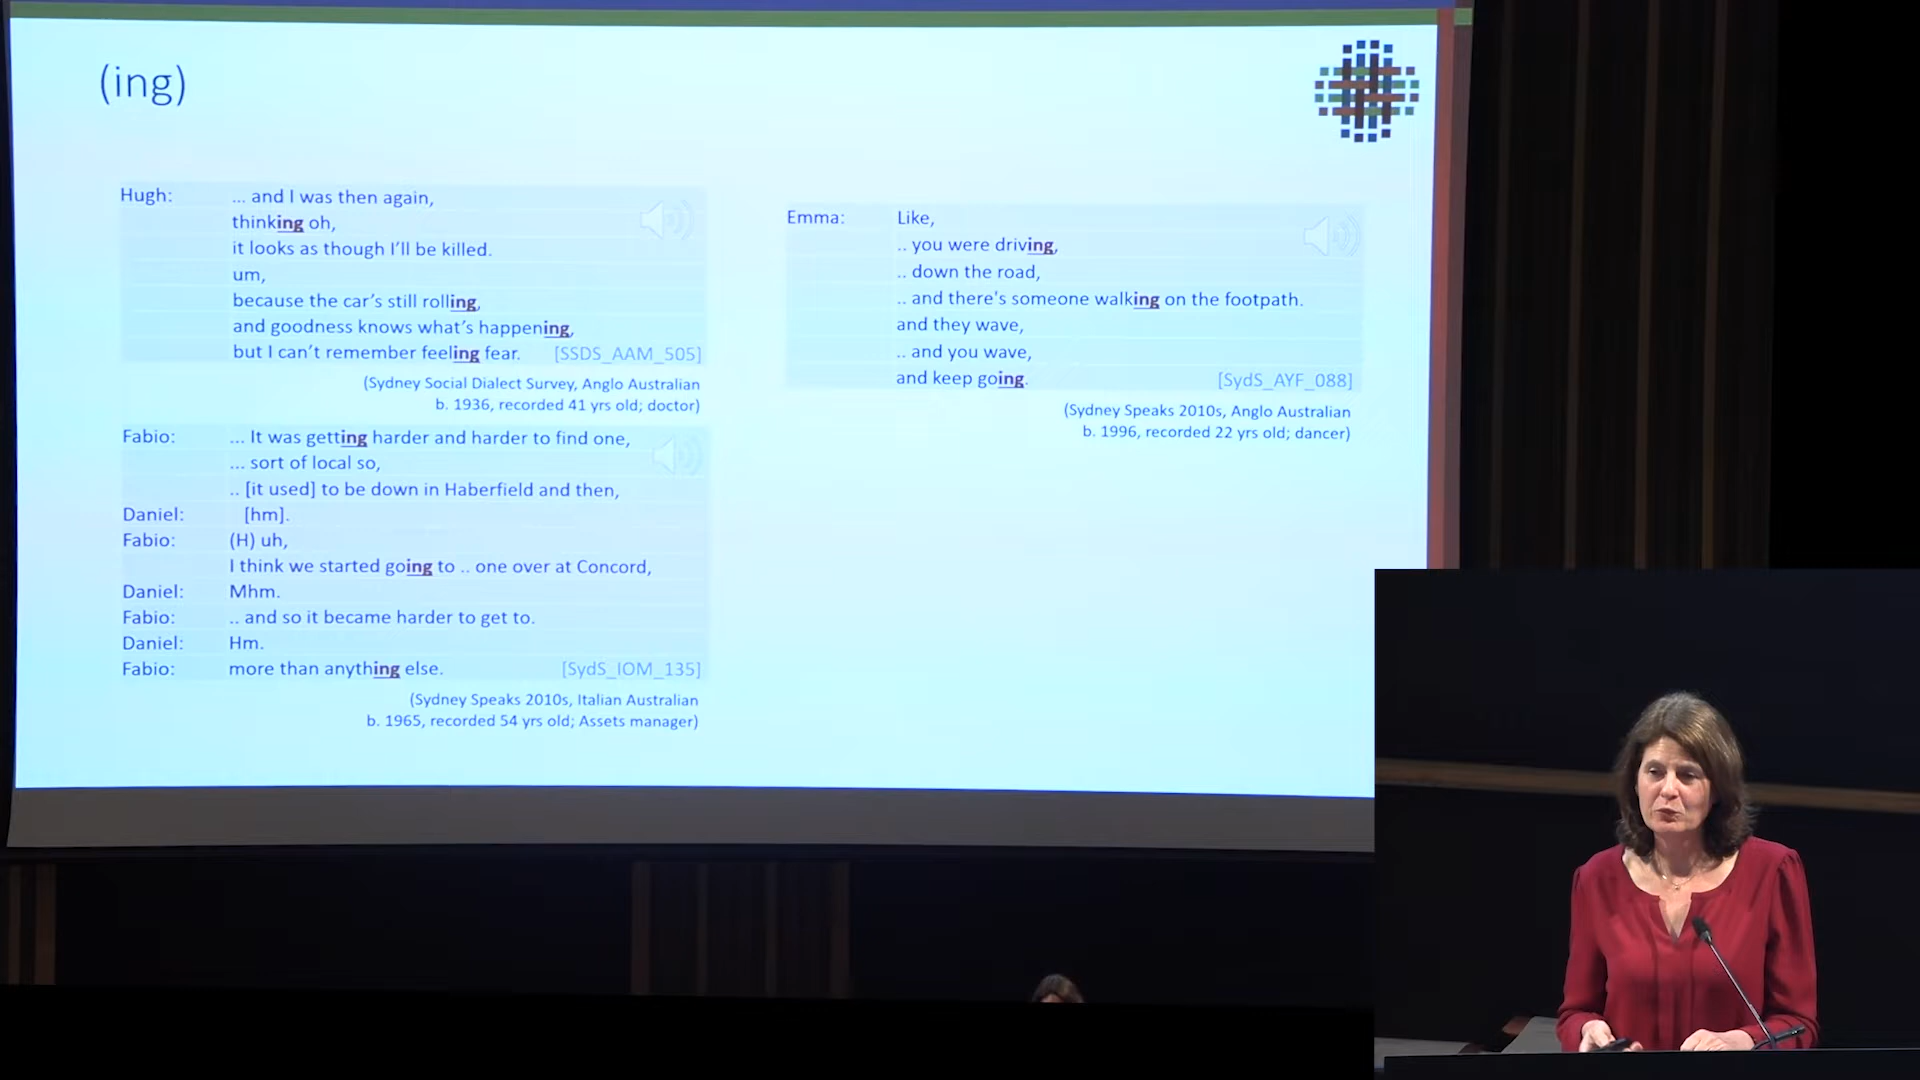 (ing)
Hugh: ... and I was then again,
thinking oh,
it looks as though I'll be killed.
um,
because the car's still rolling,
and goodness knows what's happening,
but I can't remember feeling fear. [SSDS_AAM_505]
(Sydney Social Dialect Survey, Anglo Australian
b. 1936, recorded 41 yrs old; doctor)
Fabio: ... It was getting harder and harder to find one,
... sort of local so,
.. [it used] to be down in Haberfield and then,
Daniel: [hm].
Fabio: (H) uh,
I think we started going to .. one over at Concord,
Daniel: Mhm.
Fabio: .. and so it became harder to get to.
Daniel: Hm.
Fabio: more than anything else. [SydS_IOM_135]
(Sydney Speaks 2010s, Italian Australian
b. 1965, recorded 54 yrs old; Assets manager)
Emma: Like,
.. you were driving,
.. down the road,
.. and there's someone walking on the footpath.
and they wave,
.. and you wave,
and keep going. [SydS_AYF_088]
(Sydney Speaks 2010s, Anglo Australian
b. 1996, recorded 22 yrs old; dancer)